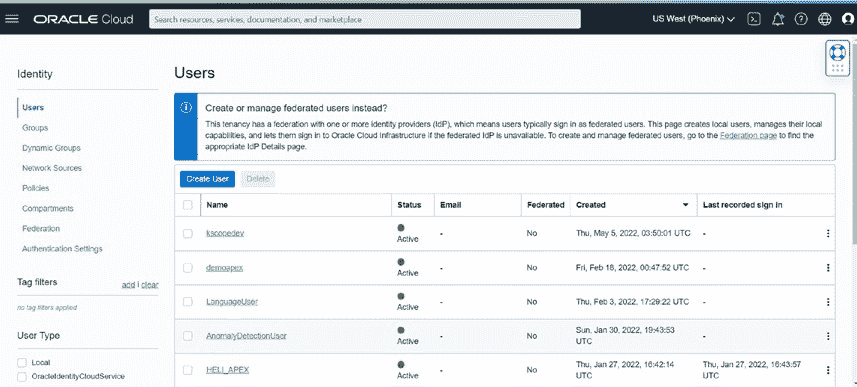 ORACLE Cloud
Search resources, services, documentation, and marketplace
US West (Phoenix)
Identity
Users
Groups
Dynamic Groups
Network Sources
Policies
Compartments
Federation
Authentication Settings
Tag filters
add | clear
no tag filters applied
User Type
Local
OracleIdentityCloudService
Users
Create or manage federated users instead?
This tenancy has a federation with one or more identity providers (IdP), which means users typically sign in as federated users. This page creates local users, manages their local
capabilities, and lets them sign in to Oracle Cloud Infrastructure if the federated IdP is unavailable. To create and manage federated users, go to the Federation page to find the
appropriate IdP Details page.
Create User Delete
Name Status Email Federated Created Last recorded sign in
kscopedev Active - No Thu, May 5, 2022, 03:50:01 UTC -
demoapex Active - No Fri, Feb 18, 2022, 00:47:52 UTC -
LanguageUser Active - No Thu, Feb 3, 2022, 17:29:22 UTC -
AnomalyDetectionUser Active - No Sun, Jan 30, 2022, 19:43:53 UTC -
HELI_APEX Active - No Thu, Jan 27, 2022, 16:42:14 UTC Thu, Jan 27, 2022, 16:43:57 UTC